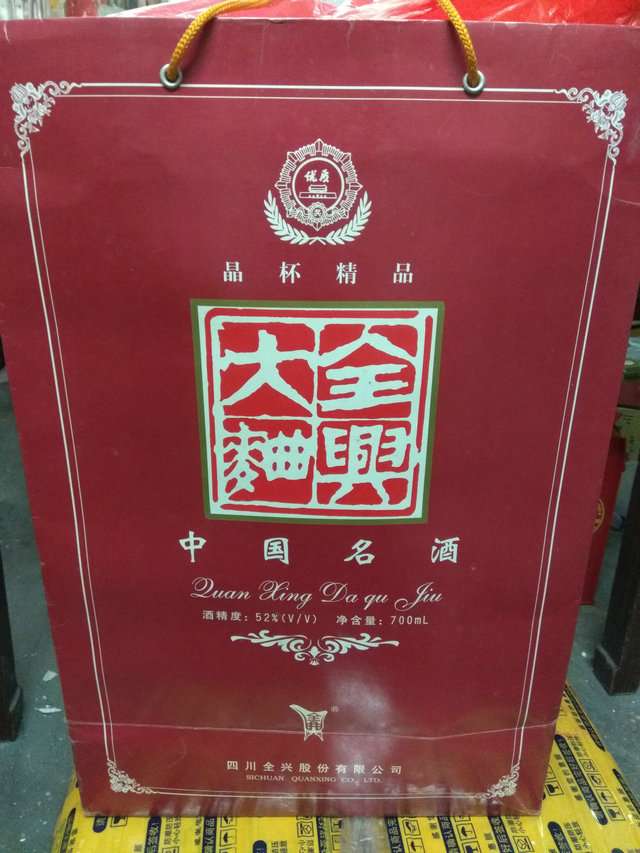 优质
晶杯精品
全興
大麯
中国名酒
Quan Xing Da qu Jiu
酒精度：52%(V/V) 净含量：700mL
®
四川全兴股份有限公司
SICHUAN QUANXING CO., LTD.